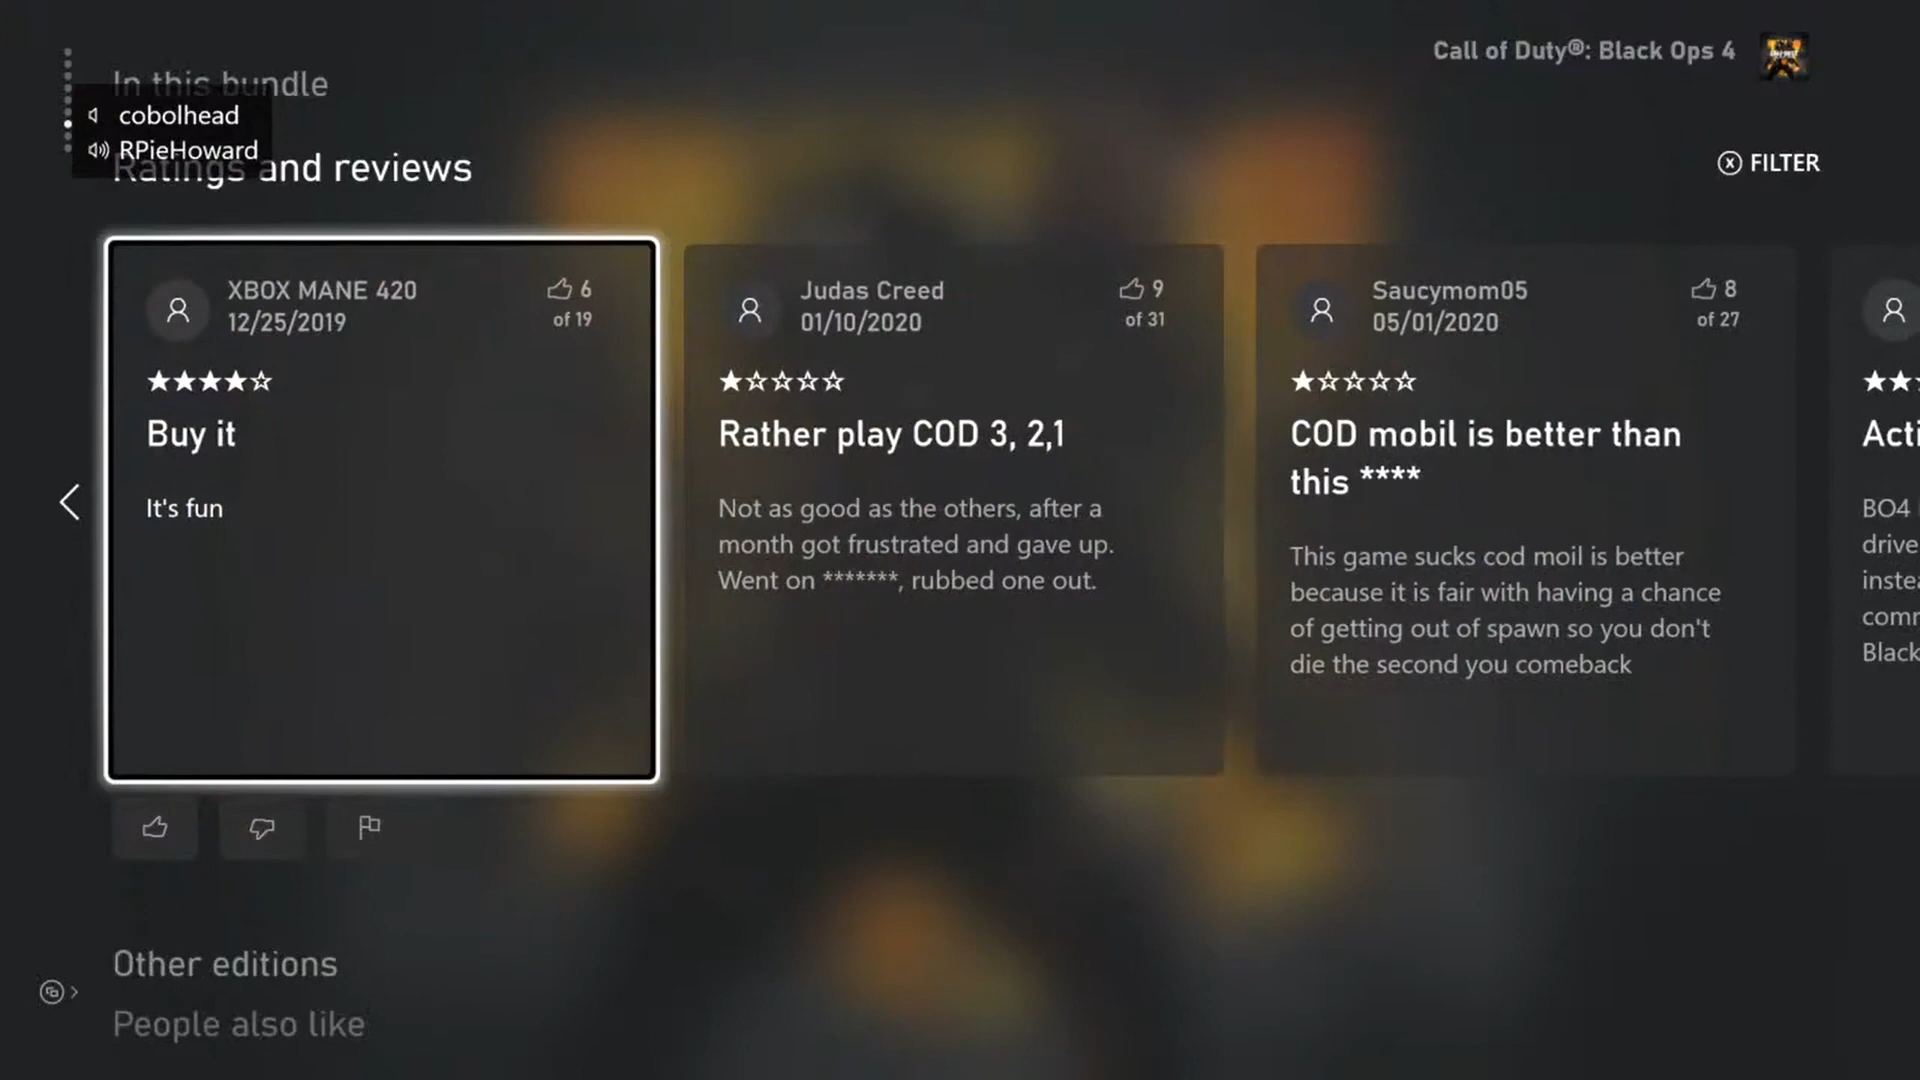 Call of Duty®: Black Ops 4
In this bundle
cobolhead
RPieHoward
Ratings and reviews
FILTER
XBOX MANE 420
12/25/2019
6
of 19
Buy it
It's fun
Judas Creed
01/10/2020
9
of 31
Rather play COD 3, 2,1
Not as good as the others, after a
month got frustrated and gave up.
Went on *******, rubbed one out.
Saucymom05
05/01/2020
8
of 27
COD mobil is better than
this ****
This game sucks cod moil is better
because it is fair with having a chance
of getting out of spawn so you don't
die the second you comeback
BO4
drive
Black
Other editions
People also like